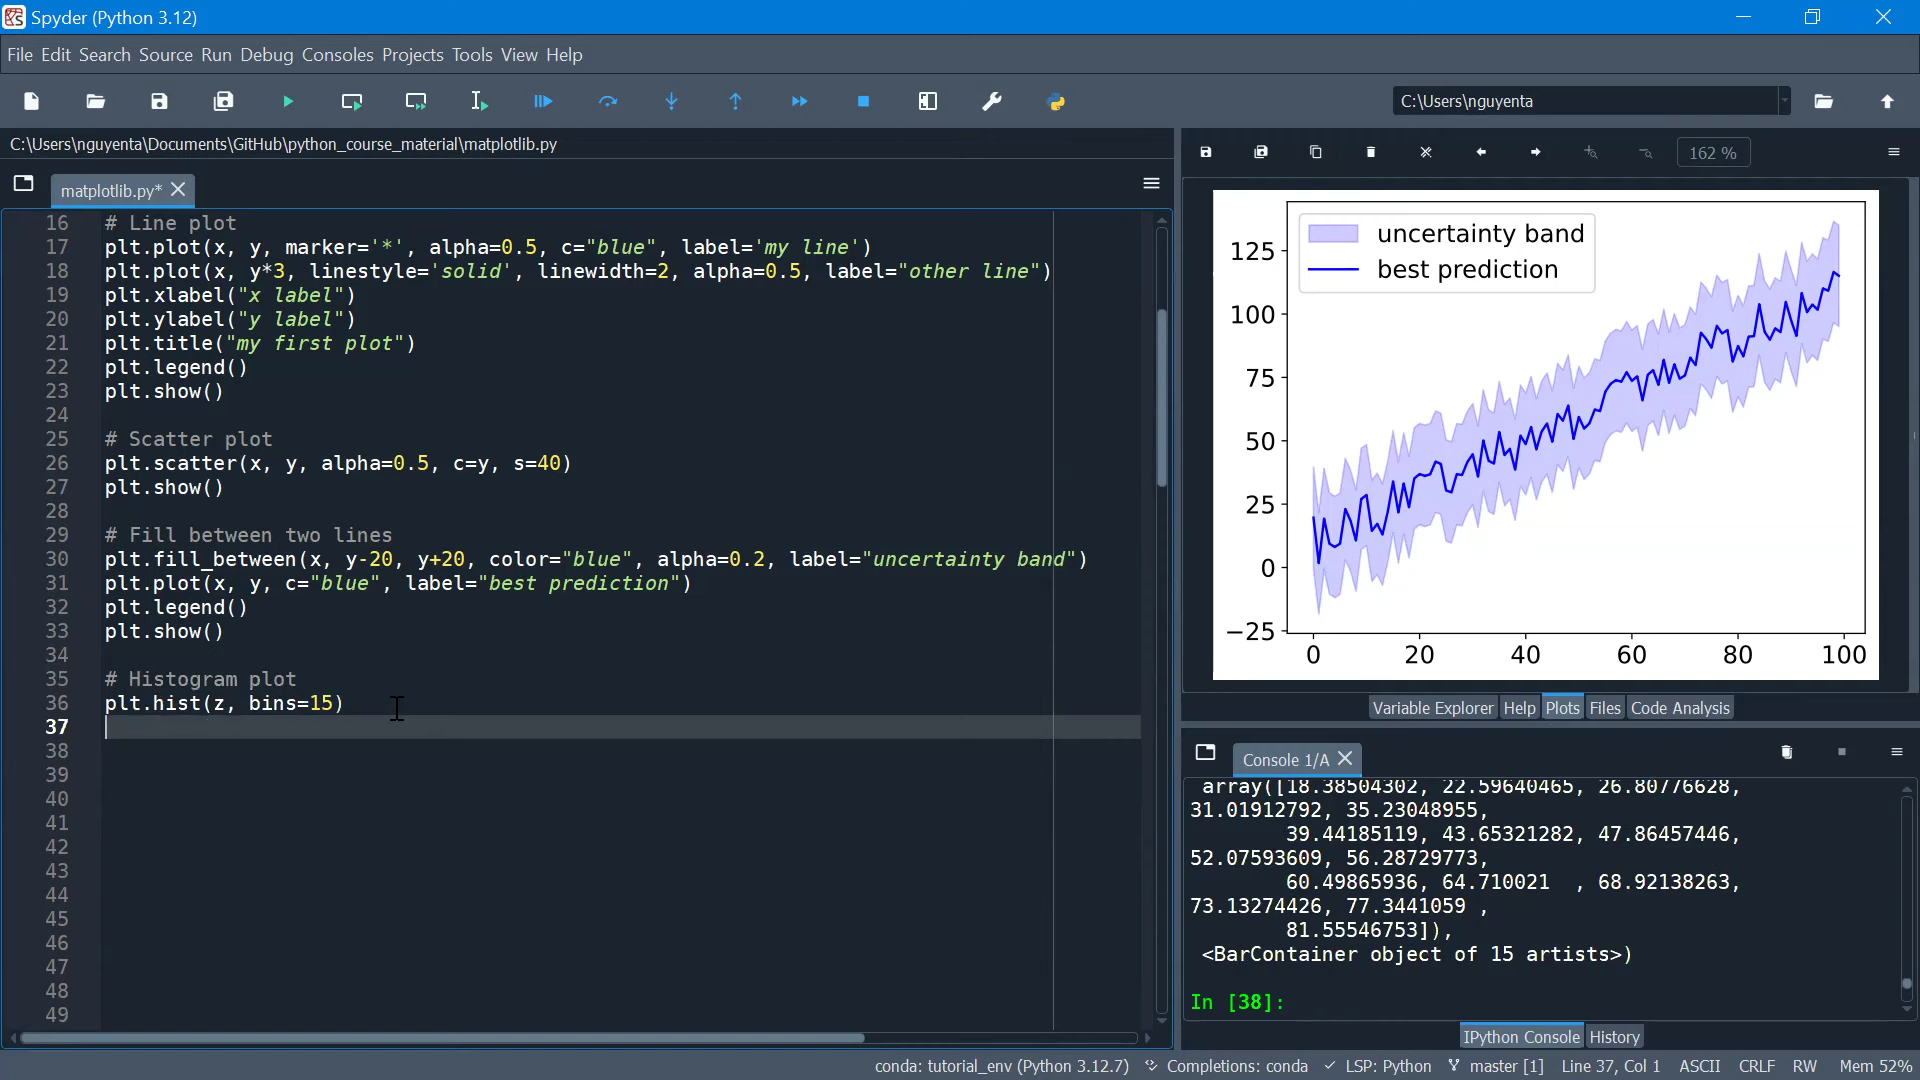 Spyder (Python 3.12)
File Edit Search Source Run Debug Consoles Projects Tools View Help
C:\Users\nguyenta
C:\Users\nguyenta\Documents\GitHub\python_course_material\matplotlib.py
matplotlib.py*
16 # Line plot
17 plt.plot(x, y, marker='*', alpha=0.5, c="blue", label='my line')
18 plt.plot(x, y*3, linestyle='solid', linewidth=2, alpha=0.5, label="other line")
19 plt.xlabel("x label")
20 plt.ylabel("y label")
21 plt.title("my first plot")
22 plt.legend()
23 plt.show()
24
25 # Scatter plot
26 plt.scatter(x, y, alpha=0.5, c=y, s=40)
27 plt.show()
28
29 # Fill between two lines
30 plt.fill_between(x, y-20, y+20, color="blue", alpha=0.2, label="uncertainty band")
31 plt.plot(x, y, c="blue", label="best prediction")
32 plt.legend()
33 plt.show()
34
35 # Histogram plot
36 plt.hist(z, bins=15)
37
38
39
40
41
42
43
44
45
46
47
48
49
162 %
uncertainty band
best prediction
125
100
75
50
25
0
−25
0 20 40 60 80 100
Variable Explorer Help Plots Files Code Analysis
Console 1/A
array([18.38504302, 22.59640465, 26.80776628,
31.01912792, 35.23048955,
39.44185119, 43.65321282, 47.86457446,
52.07593609, 56.28729773,
60.49865936, 64.710021 , 68.92138263,
73.13274426, 77.3441059 ,
81.55546753]),
<BarContainer object of 15 artists>)
In [38]:
IPython Console History
conda: tutorial_env (Python 3.12.7) Completions: conda LSP: Python master [1] Line 37, Col 1 ASCII CRLF RW Mem 52%